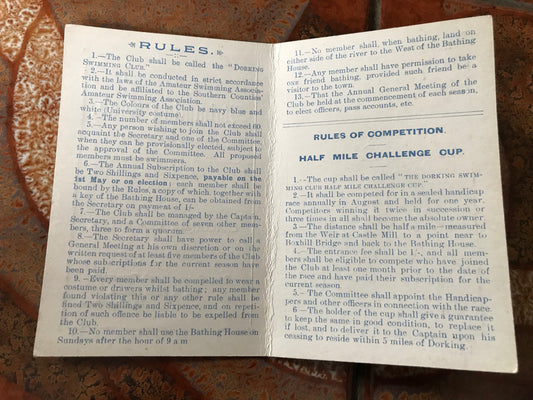 RULES.
1.—The Club shall be called the "DORKING
SWIMMING CLUB."
2.—It shall be conducted in strict accordance
with the laws of the Amateur Swimming Associa-
tion and be affiliated to the Southern Counties'
Amateur Swimming Association.
3.—The Colours of the Club be navy blue and
white (University costume).
4.—The number of members shall not exceed 60
5.—Any person wishing to join the Club shall
acquaint the Secretary and one of the Committee,
when they can be provisionally elected, subject to
the approval of the Committee. All proposed
members must be swimmers.
6.—The Annual Subscription to the Club shall
be Two Shillings and Sixpence, payable on the
1st May or on election; each member shall be
bound by the Rules, a copy of which together with
a key of the Bathing House, can be obtained from
the Secretary on payment of 1/-
7.—The Club shall be managed by the Captain,
Secretary, and a Committee of seven other mem-
bers, three to form a quorum.
8.—The Secretary shall have power to call a
General Meeting at his own discretion or on the
written request of at least five members of the Club
whose subscriptions for the current season have
been paid.
9.—Every member shall be compelled to wear a
costume or drawers whilst bathing; any member
found violating this or any other rule shall be
fined Two Shillings and Sixpence, and on repeti-
tion of such offence be liable to be expelled from
the Club.
10.—No member shall use the Bathing House on
Sundays after the hour of 9 a m
11.—No member shall, when bathing, land on
either side of the river to the West of the Bathing
House.
12.—Any member shall have permission to take
one friend bathing, provided such friend be a
visitor to the town.
13.—That the Annual General Meeting of the
Club be held at the commencement of each season,
to elect officers, pass accounts, etc.
RULES OF COMPETITION.
HALF MILE CHALLENGE CUP.
1.—The cup shall be called "THE DORKING SWIM-
MING CLUB HALF MILE CHALLENGE CUP."
2—It shall be competed for in a sealed handicap
race annually in August and held for one year.
Competitors winning it twice in succession or
three times in all shall become the absolute owner.
3—The distance shall be half a mile—measured
from the Weir at Castle Mill to a point near to
Boxhill Bridge and back to the Bathing House.
4.—The entrance fee shall be 1/-, and all mem-
bers shall be eligible to compete who have joined
the Club at least one month prior to the date of
the race and have paid their subscription for the
current season.
5.—The Committee shall appoint the Handicap-
pers and other officers in connection with the race.
6.—The holder of the cup shall give a guarantee
to keep the same in good condition, to replace it
if lost, and to deliver it to the Captain upon his
ceasing to reside within 5 miles of Dorking.